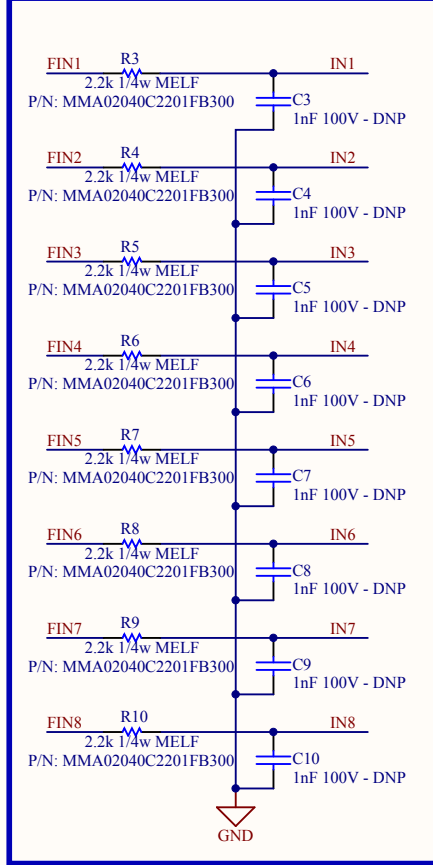 FIN1 R3 IN1
2.2k 1/4w MELF C3
P/N: MMA02040C2201FB300 1nF 100V - DNP
FIN2 R4 IN2
2.2k 1/4w MELF C4
P/N: MMA02040C2201FB300 1nF 100V - DNP
FIN3 R5 IN3
2.2k 1/4w MELF C5
P/N: MMA02040C2201FB300 1nF 100V - DNP
FIN4 R6 IN4
2.2k 1/4w MELF C6
P/N: MMA02040C2201FB300 1nF 100V - DNP
FIN5 R7 IN5
2.2k 1/4w MELF C7
P/N: MMA02040C2201FB300 1nF 100V - DNP
FIN6 R8 IN6
2.2k 1/4w MELF C8
P/N: MMA02040C2201FB300 1nF 100V - DNP
FIN7 R9 IN7
2.2k 1/4w MELF C9
P/N: MMA02040C2201FB300 1nF 100V - DNP
FIN8 R10 IN8
2.2k 1/4w MELF C10
P/N: MMA02040C2201FB300 1nF 100V - DNP
GND